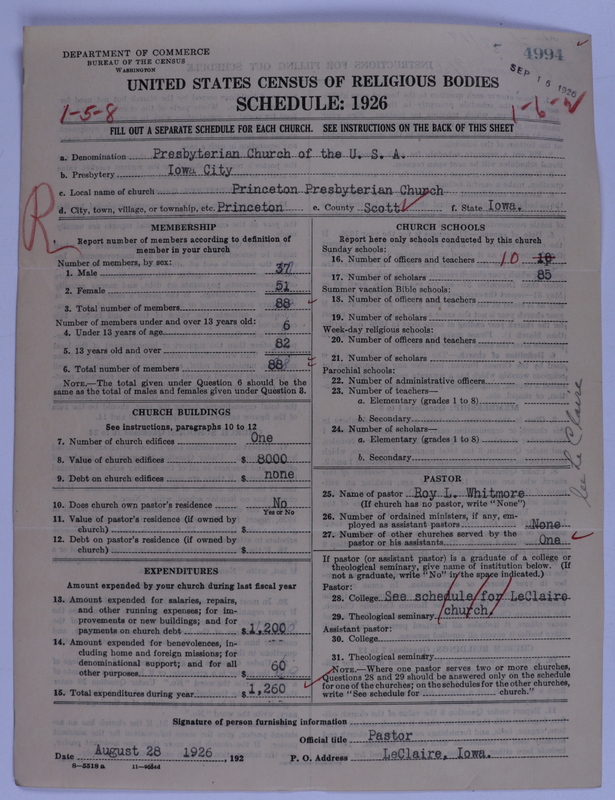 DEPARTMENT OF COMMERCE
BUREAU OF THE CENSUS
WASHINGTON
4994
SEP 15 1926
UNITED STATES CENSUS OF RELIGIOUS BODIES
SCHEDULE: 1926
1-5-8
FILL OUT A SEPARATE SCHEDULE FOR EACH CHURCH. SEE INSTRUCTIONS ON THE BACK OF THIS SHEET
a. Denomination Presbyterian Church of the U. S. A.
b. Presbytery Iowa City
c. Local name of church Princeton Presbyterian Church
d. City, town, village, or township, etc. Princeton e. County Scott f. State Iowa.
R
MEMBERSHIP
Report number of members according to definition of
member in your church
Number of members, by sex:
1. Male 37
2. Female 51
3. Total number of members 88
Number of members under and over 13 years old:
4. Under 13 years of age 6
5. 13 years old and over 82
6. Total number of members 88
NOTE.—The total given under Question 6 should be the
same as the total of males and females given under Question 3.
CHURCH BUILDINGS
See instructions, paragraphs 10 to 12
7. Number of church edifices One
8. Value of church edifices $ 8000
9. Debt on church edifices $ none
10. Does church own pastor's residence No
Yes or No
11. Value of pastor's residence (if owned by
church) $
12. Debt on pastor's residence (if owned by
church) $
EXPENDITURES
Amount expended by your church during last fiscal year
13. Amount expended for salaries, repairs,
and other running expenses; for im-
provements or new buildings; and for
payments on church debt $ 1,200
14. Amount expended for benevolences, in-
cluding home and foreign missions; for
denominational support; and for all
other purposes $ 60
15. Total expenditures during year $ 1,260
CHURCH SCHOOLS
Report here only schools conducted by this church
Sunday schools:
16. Number of officers and teachers 10 10
17. Number of scholars 85
Summer vacation Bible schools:
18. Number of officers and teachers
19. Number of scholars
Week-day religious schools:
20. Number of officers and teachers
21. Number of scholars
Parochial schools:
22. Number of administrative officers
23. Number of teachers—
a. Elementary (grades 1 to 8)
b. Secondary
24. Number of scholars—
a. Elementary (grades 1 to 8)
b. Secondary
See Le Claire
PASTOR
25. Name of pastor Roy L. Whitmore
(If church has no pastor, write "None")
26. Number of ordained ministers, if any, em-
ployed as assistant pastors None
27. Number of other churches served by the
pastor or his assistants One
If pastor (or assistant pastor) is a graduate of a college or
theological seminary, give name of institution below. (If
not a graduate, write "No" in the space indicated.)
Pastor:
28. College See schedule for LeClaire
29. Theological seminary church.
Assistant pastor:
30. College
31. Theological seminary
NOTE.—Where one pastor serves two or more churches,
Questions 28 and 29 should be answered only on the schedule
for one of the churches; on the schedules for the other churches,
write "See schedule for church."
Signature of person furnishing information
Official title Pastor
Date August 28 1926, 192 P. O. Address LeClaire, Iowa.